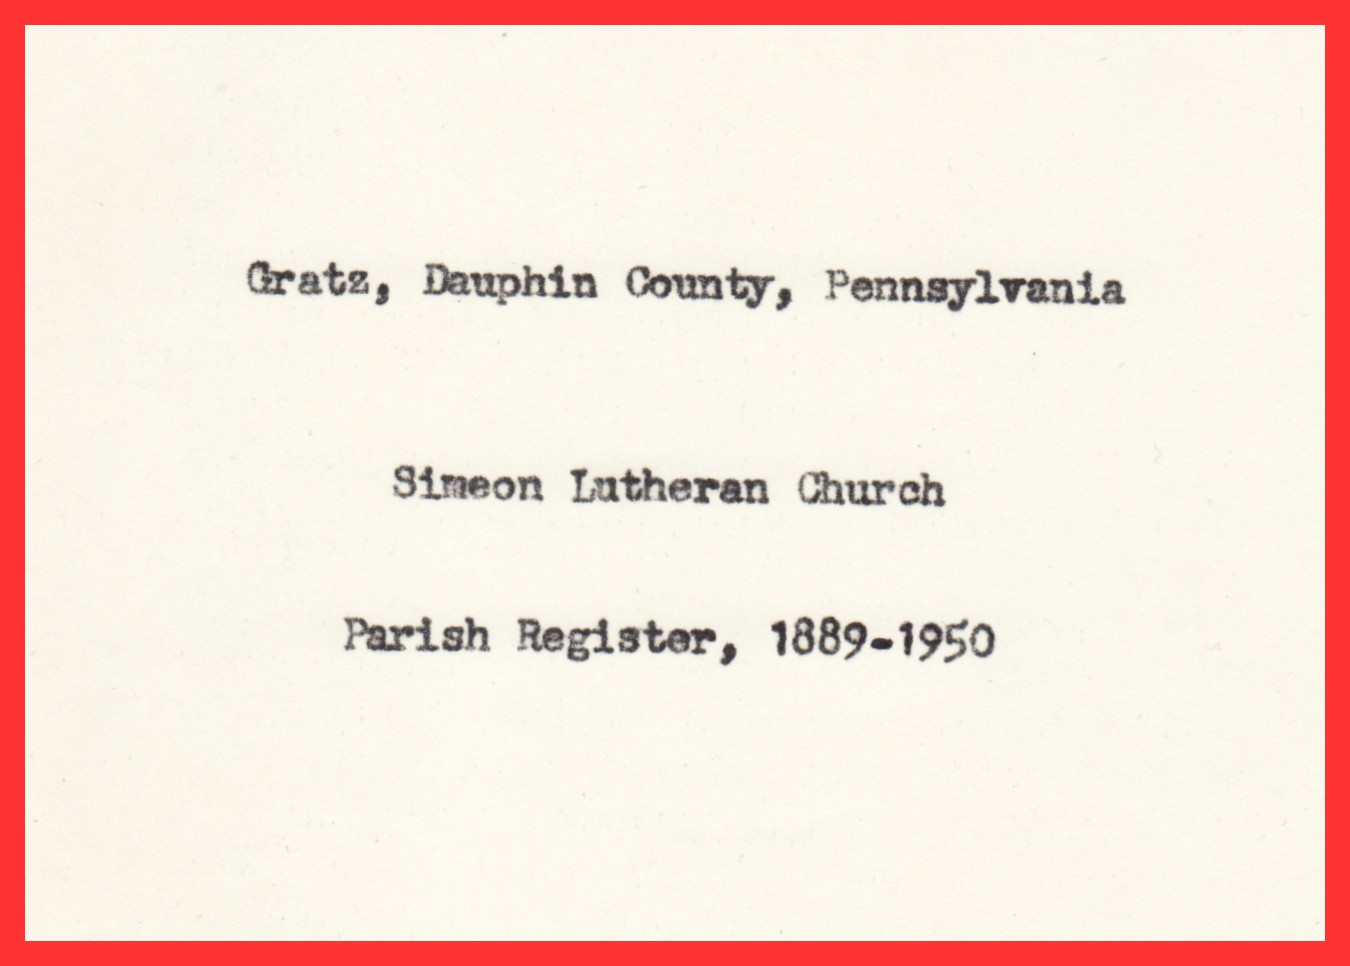 Gratz, Dauphin County, Pennsylvania
Simeon Lutheran Church
Parish Register, 1889-1950